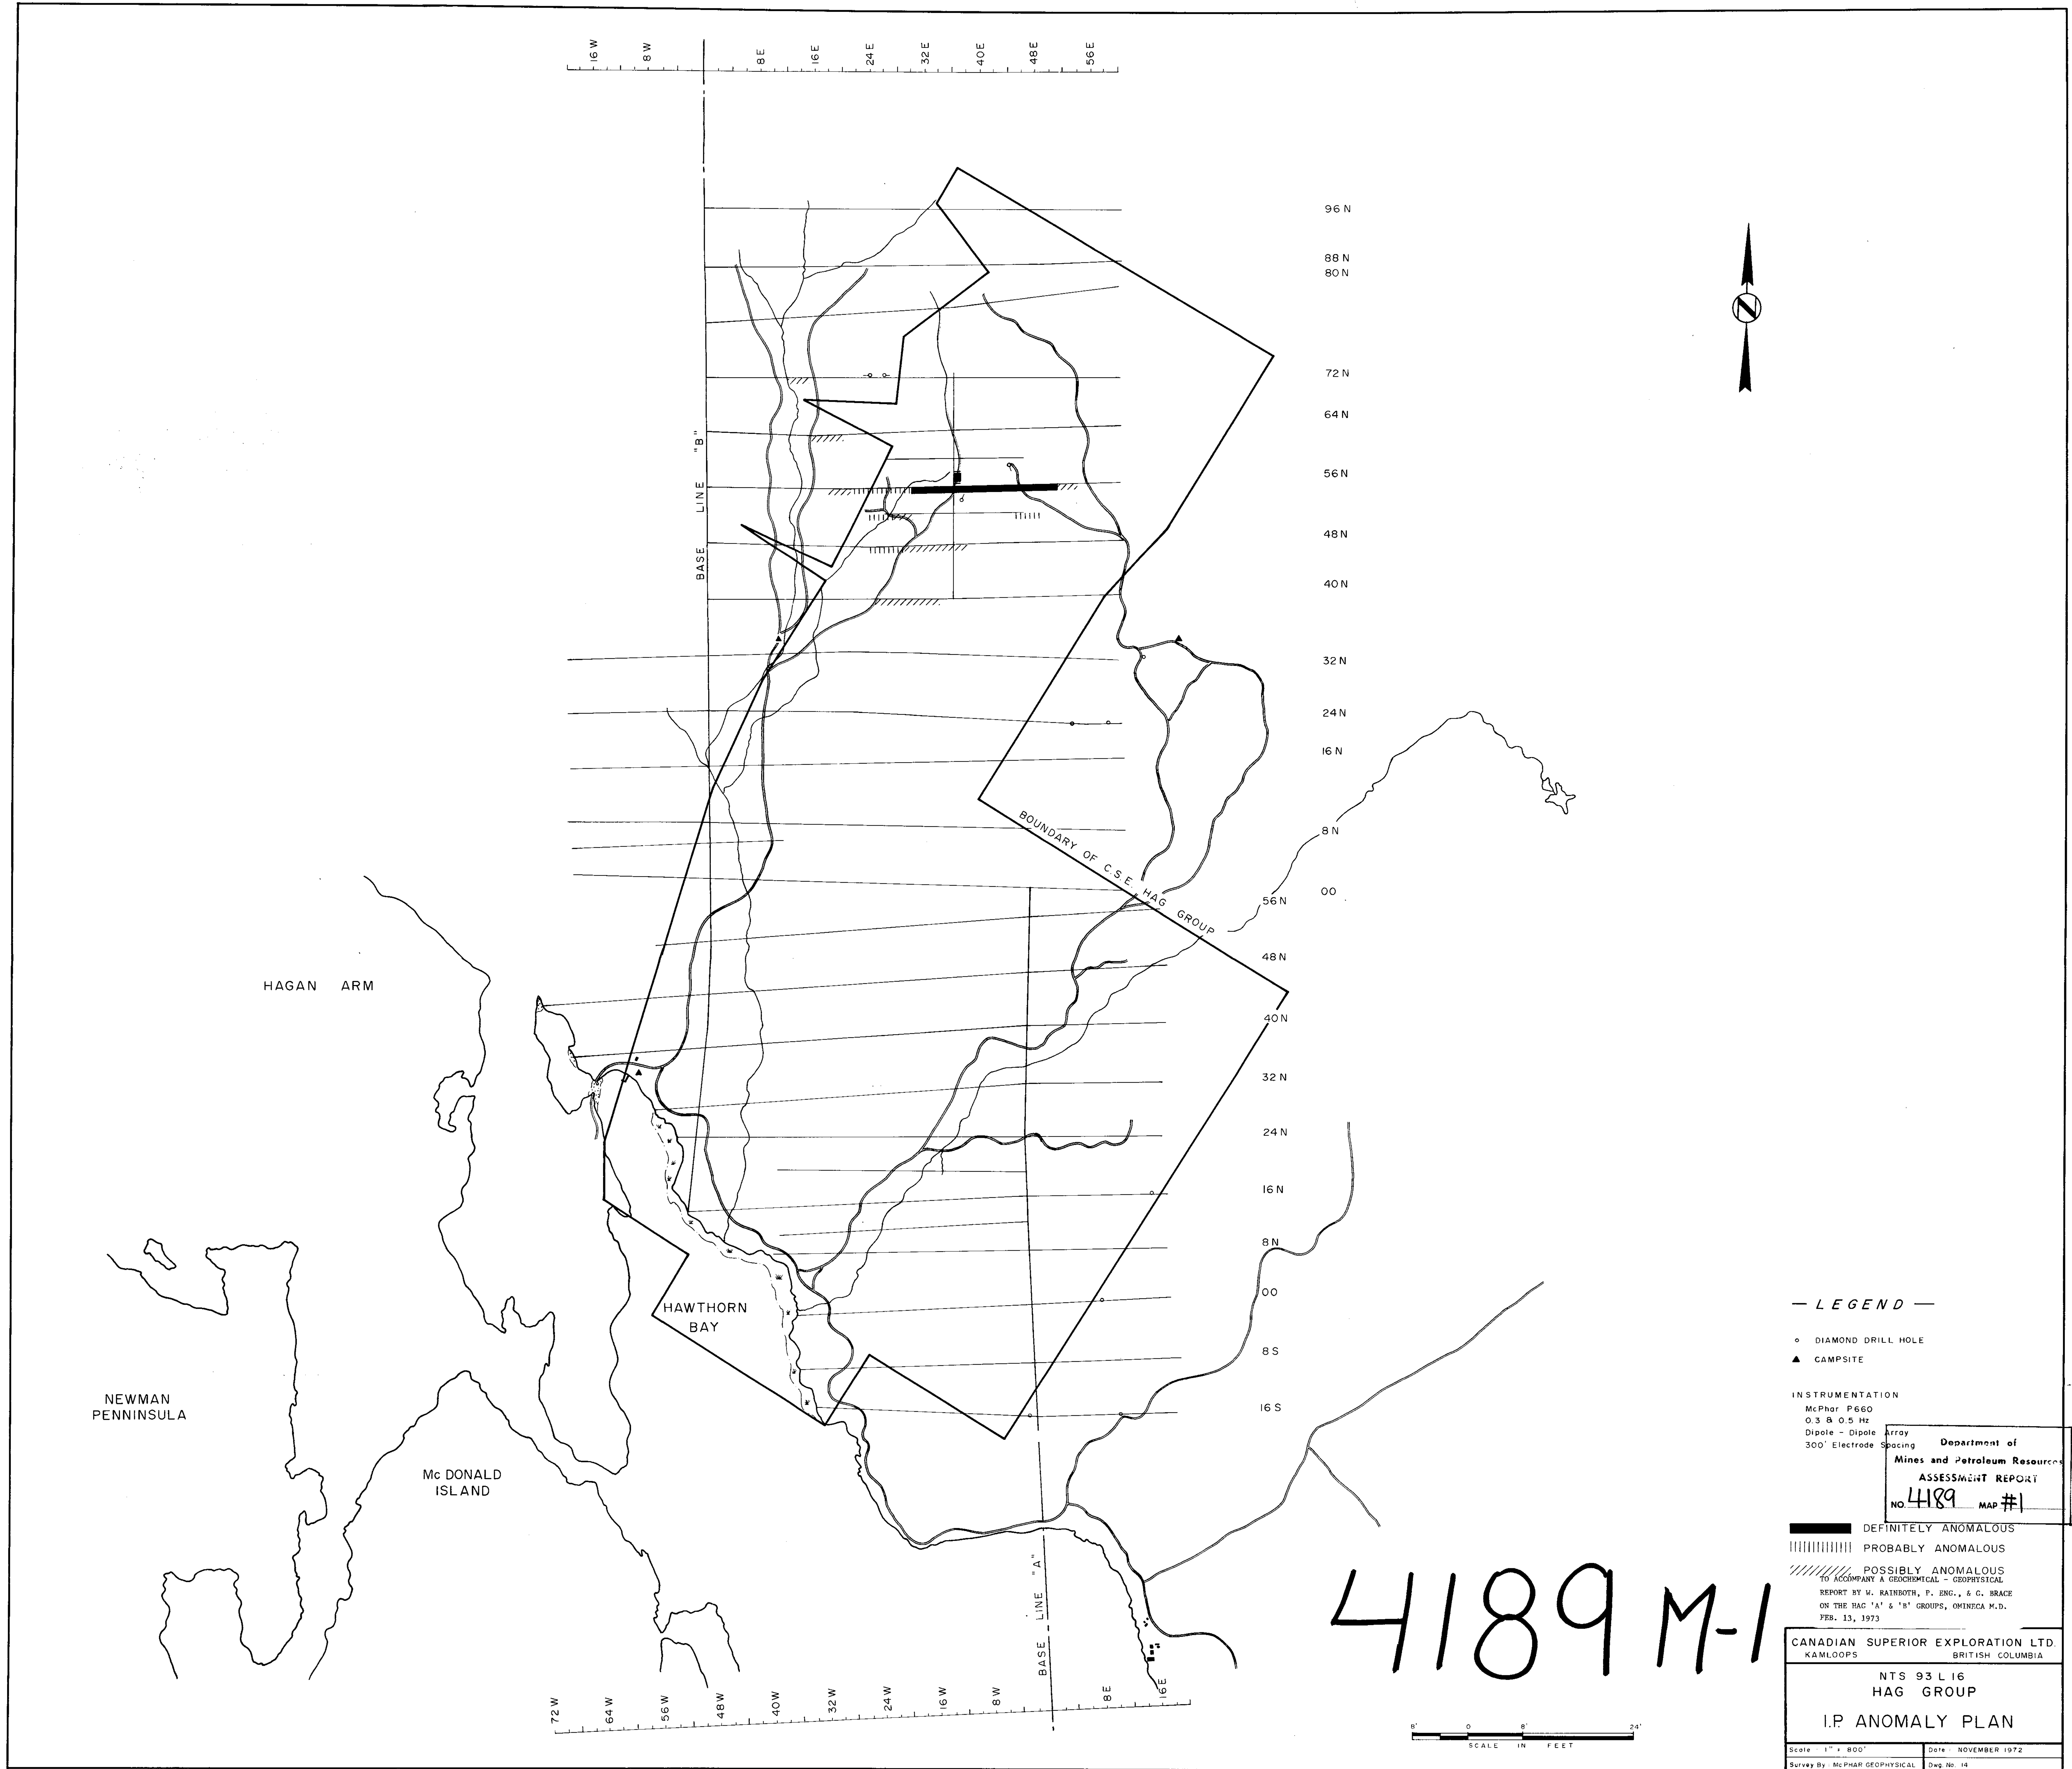 16 W
8 W
8 E
16 E
24 E
32 E
40 E
48 E
56 E
96 N
88 N
80 N
N
72 N
64 N
56 N
48 N
40 N
32 N
24 N
16 N
8 N
00
BASE LINE "B"
BOUNDARY OF C.S.E. HAG GROUP
56 N
48 N
40 N
32 N
24 N
16 N
8 N
00
8 S
16 S
HAGAN ARM
HAWTHORN
BAY
NEWMAN
PENNINSULA
Mc DONALD
ISLAND
BASE LINE "A"
72 W
64 W
56 W
48 W
40 W
32 W
24 W
16 W
8 W
8 E
16 E
— LEGEND —
DIAMOND DRILL HOLE
CAMPSITE
INSTRUMENTATION
McPhar P660
0.3 & 0.5 Hz
Dipole - Dipole Array
300' Electrode Spacing
Department of
Mines and Petroleum Resources
ASSESSMENT REPORT
NO. 4189 MAP #1
DEFINITELY ANOMALOUS
PROBABLY ANOMALOUS
POSSIBLY ANOMALOUS
TO ACCOMPANY A GEOCHEMICAL - GEOPHYSICAL
REPORT BY W. RAINBOTH, P. ENG., & G. BRACE
ON THE HAG 'A' & 'B' GROUPS, OMINECA M.D.
FEB. 13, 1973
4189 M-1
8' 0 8' 24'
SCALE IN FEET
CANADIAN SUPERIOR EXPLORATION LTD.
KAMLOOPS BRITISH COLUMBIA
NTS 93 L 16
HAG GROUP
I.P. ANOMALY PLAN
Scale : 1" = 800' Date : NOVEMBER 1972
Survey By : McPHAR GEOPHYSICAL Dwg. No. 14